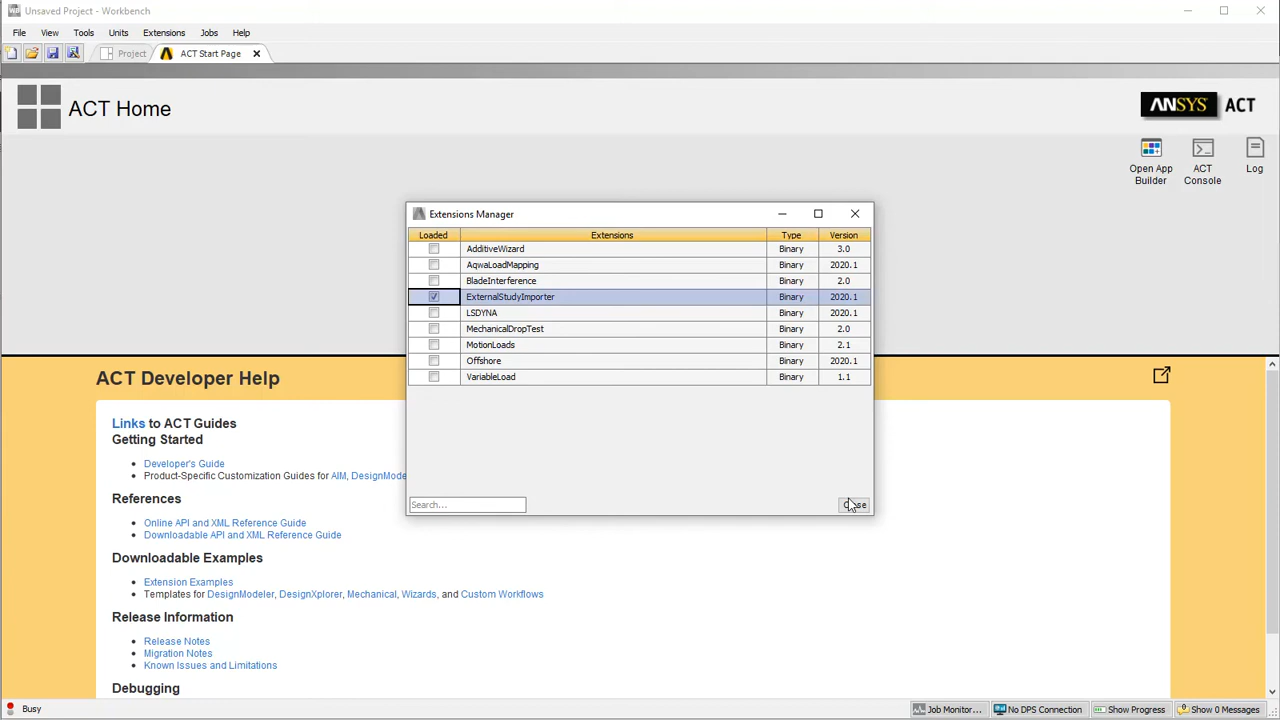 Unsaved Project - Workbench
File View Tools Units Extensions Jobs Help
Project ACT Start Page
ACT Home
ANSYS ACT
Open App Builder
ACT Console
Log
Extensions Manager
Loaded Extensions Type Version
AdditiveWizard Binary 3.0
AqwaLoadMapping Binary 2020.1
BladeInterference Binary 2.0
ExternalStudyImporter Binary 2020.1
LSDYNA Binary 2020.1
MechanicalDropTest Binary 2.0
MotionLoads Binary 2.1
Offshore Binary 2020.1
VariableLoad Binary 1.1
Search...
ACT Developer Help
Links to ACT Guides
Getting Started
Developer's Guide
Product-Specific Customization Guides for AIM, DesignMode
References
Online API and XML Reference Guide
Downloadable API and XML Reference Guide
Downloadable Examples
Extension Examples
Templates for DesignModeler, DesignXplorer, Mechanical, Wizards, and Custom Workflows
Release Information
Release Notes
Migration Notes
Known Issues and Limitations
Debugging
Busy
Job Monitor... No DPS Connection Show Progress Show 0 Messages